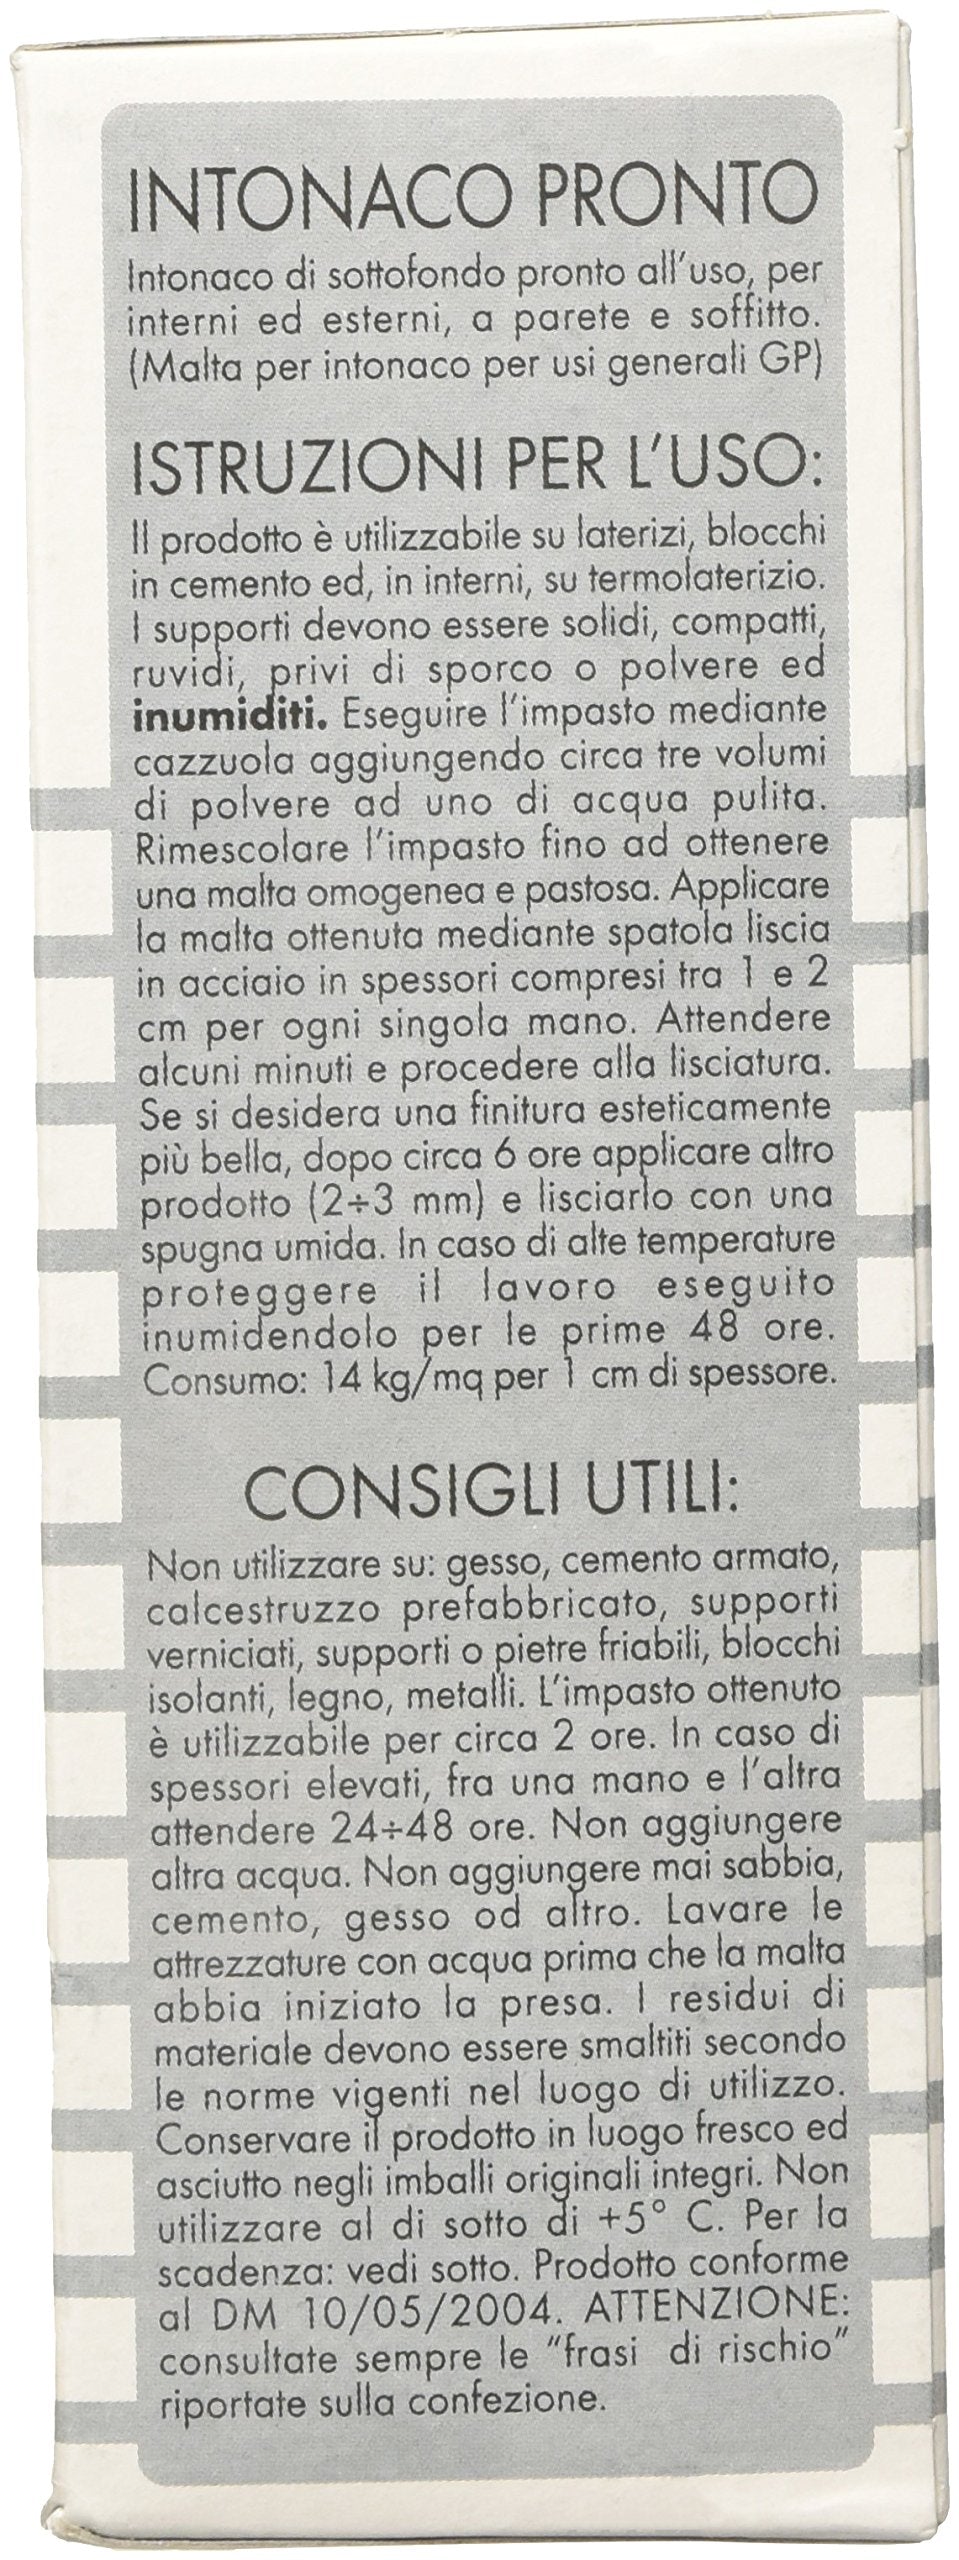 INTONACO PRONTO
Intonaco di sottofondo pronto all'uso, per
interni ed esterni, a parete e soffitto.
(Malta per intonaco per usi generali GP)
ISTRUZIONI PER L'USO:
Il prodotto è utilizzabile su laterizi, blocchi
in cemento ed, in interni, su termolaterizio.
I supporti devono essere solidi, compatti,
ruvidi, privi di sporco o polvere ed
inumiditi. Eseguire l'impasto mediante
cazzuola aggiungendo circa tre volumi
di polvere ad uno di acqua pulita.
Rimescolare l'impasto fino ad ottenere
una malta omogenea e pastosa. Applicare
la malta ottenuta mediante spatola liscia
in acciaio in spessori compresi tra 1 e 2
cm per ogni singola mano. Attendere
alcuni minuti e procedere alla lisciatura.
Se si desidera una finitura esteticamente
più bella, dopo circa 6 ore applicare altro
prodotto (2÷3 mm) e lisciarlo con una
spugna umida. In caso di alte temperature
proteggere il lavoro eseguito
inumidendolo per le prime 48 ore.
Consumo: 14 kg/mq per 1 cm di spessore.
CONSIGLI UTILI:
Non utilizzare su: gesso, cemento armato,
calcestruzzo prefabbricato, supporti
verniciati, supporti o pietre friabili, blocchi
isolanti, legno, metalli. L'impasto ottenuto
è utilizzabile per circa 2 ore. In caso di
spessori elevati, fra una mano e l'altra
attendere 24÷48 ore. Non aggiungere
altra acqua. Non aggiungere mai sabbia,
cemento, gesso od altro. Lavare le
attrezzature con acqua prima che la malta
abbia iniziato la presa. I residui di
materiale devono essere smaltiti secondo
le norme vigenti nel luogo di utilizzo.
Conservare il prodotto in luogo fresco ed
asciutto negli imballi originali integri. Non
utilizzare al di sotto di +5° C. Per la
scadenza: vedi sotto. Prodotto conforme
al DM 10/05/2004. ATTENZIONE:
consultate sempre le "frasi di rischio"
riportate sulla confezione.